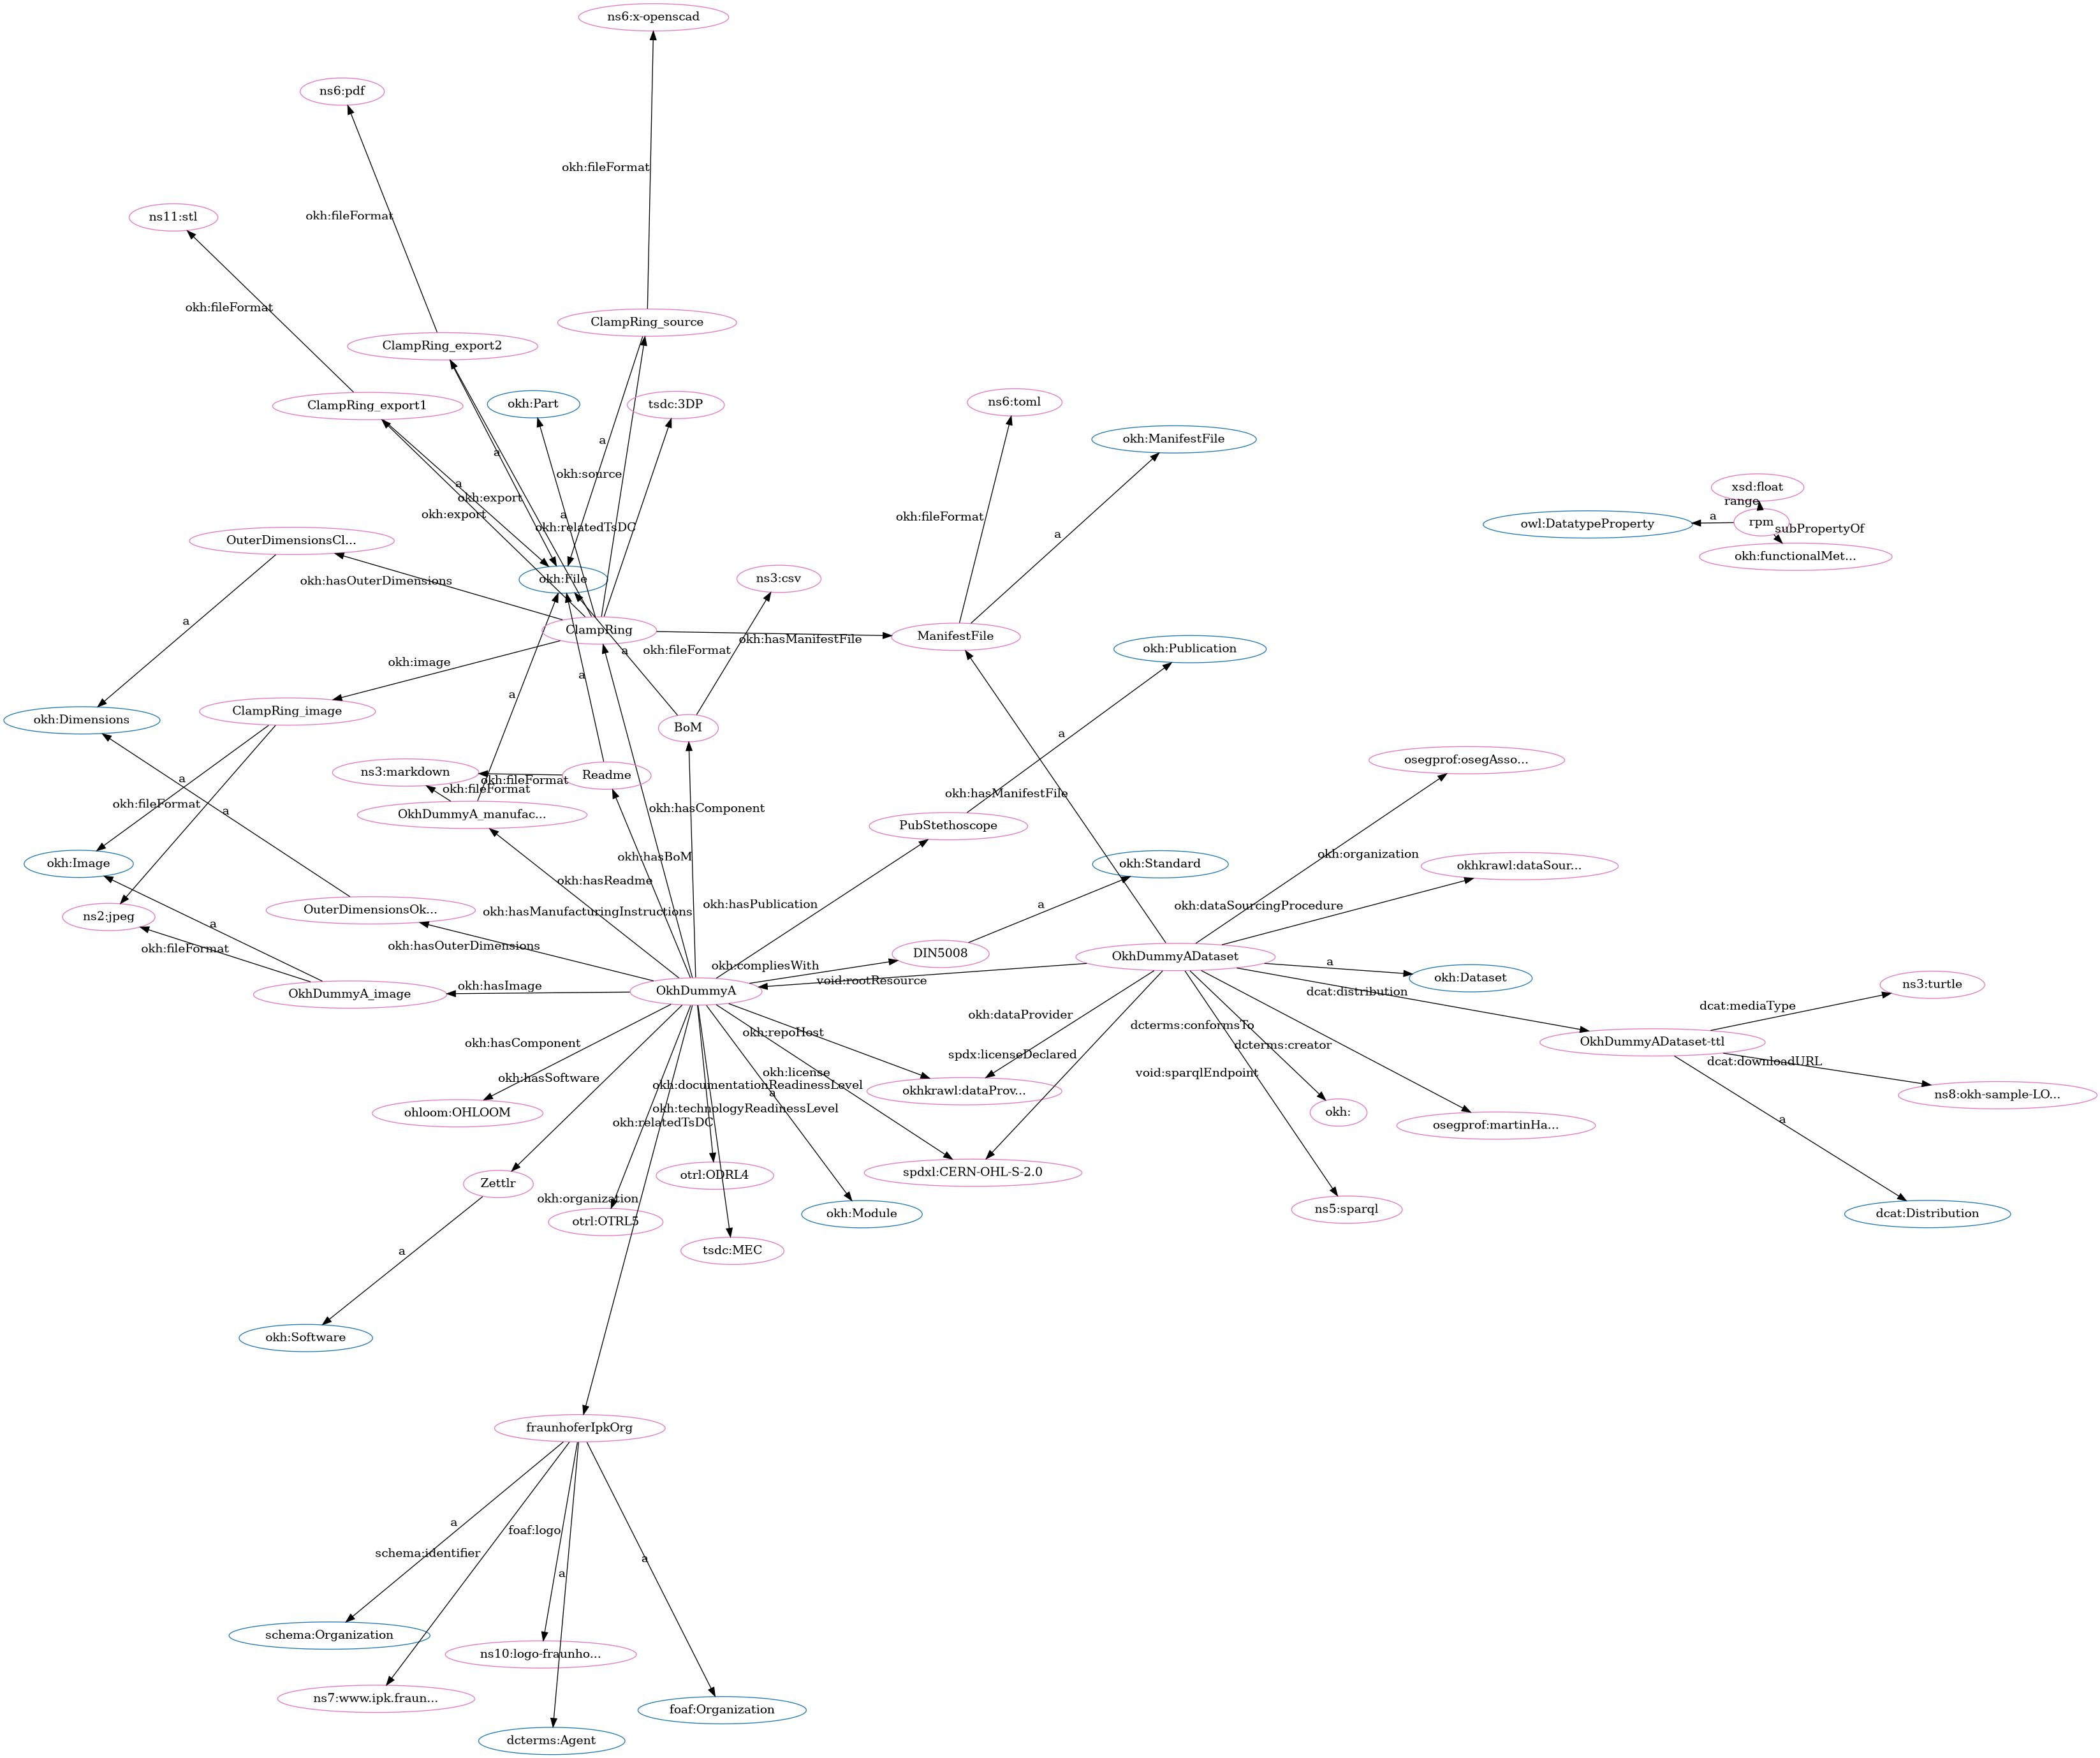 ns6:x-openscad
ns6:pdf
okh:fileFormat
ns11:stl
okh:fileFormat
okh:fileFormat
ClampRing_source
ClampRing_export2
okh:Part
tsdc:3DP
ns6:toml
ClampRing_export1
okh:ManifestFile
a
a
okh:source
a
xsd:float
range
okh:export
okh:export
a
okh:fileFormat
a
owl:DatatypeProperty
rpm
subPropertyOf
okh:relatedTsDC
a
OuterDimensionsCl...
okh:functionalMet...
okh:hasOuterDimensions
okh:File
ns3:csv
a
ClampRing
ManifestFile
okh:hasManifestFile
a
okh:fileFormat
okh:Publication
okh:image
a
a
ClampRing_image
okh:Dimensions
BoM
a
osegprof:osegAsso...
ns3:markdown
Readme
a
okh:fileFormat
okh:fileFormat
okh:hasManifestFile
okh:fileFormat
a
OkhDummyA_manufac...
okh:hasComponent
PubStethoscope
okh:Image
okh:hasBoM
okh:Standard
okh:organization
okhkrawl:dataSour...
okh:hasReadme
okh:hasPublication
okh:dataSourcingProcedure
ns2:jpeg
OuterDimensionsOk...
okh:hasManufacturingInstructions
a
a
okh:fileFormat
okh:hasOuterDimensions
DIN5008
OkhDummyADataset
okh:compliesWith
a
okh:Dataset
void:rootResource
okh:hasImage
OkhDummyA_image
OkhDummyA
dcat:distribution
ns3:turtle
dcat:mediaType
okh:dataProvider
dcterms:conformsTo
okh:repoHost
okh:hasComponent
dcterms:creator
OkhDummyADataset-ttl
spdx:licenseDeclared
dcat:downloadURL
okh:hasSoftware
okh:license
void:sparqlEndpoint
okh:documentationReadinessLevel
a
okhkrawl:dataProv...
ns8:okh-sample-LO...
okh:technologyReadinessLevel
ohloom:OHLOOM
okh:
okh:relatedTsDC
osegprof:martinHa...
a
otrl:ODRL4
spdxl:CERN-OHL-S-2.0
Zettlr
okh:organization
ns5:sparql
okh:Module
dcat:Distribution
otrl:OTRL5
tsdc:MEC
a
okh:Software
fraunhoferIpkOrg
a
foaf:logo
schema:identifier
a
a
schema:Organization
ns10:logo-fraunho...
ns7:www.ipk.fraun...
foaf:Organization
dcterms:Agent